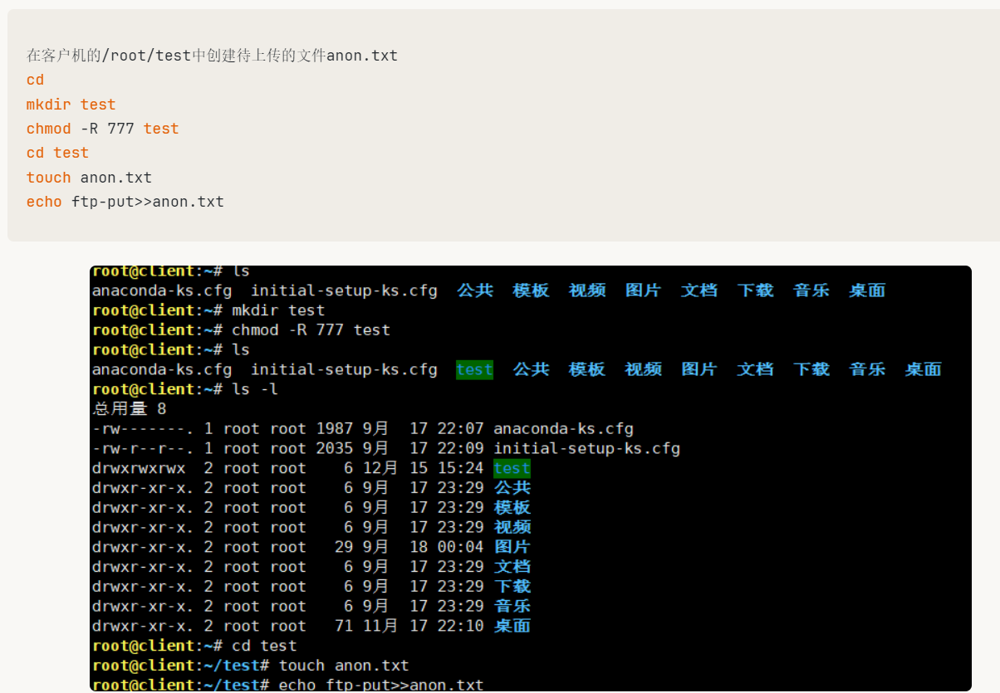 在客户机的/root/test中创建待上传的文件anon.txt
cd
mkdir test
chmod -R 777 test
cd test
touch anon.txt
echo ftp-put>>anon.txt
root@client:~# ls
anaconda-ks.cfg  initial-setup-ks.cfg  公共  模板  视频  图片  文档  下载  音乐  桌面
root@client:~# mkdir test
root@client:~# chmod -R 777 test
root@client:~# ls
anaconda-ks.cfg  initial-setup-ks.cfg  test  公共  模板  视频  图片  文档  下载  音乐  桌面
root@client:~# ls -l
总用量 8
-rw-------. 1 root root 1987 9月  17 22:07 anaconda-ks.cfg
-rw-r--r--. 1 root root 2035 9月  17 22:09 initial-setup-ks.cfg
drwxrwxrwx  2 root root    6 12月 15 15:24 test
drwxr-xr-x. 2 root root    6 9月  17 23:29 公共
drwxr-xr-x. 2 root root    6 9月  17 23:29 模板
drwxr-xr-x. 2 root root    6 9月  17 23:29 视频
drwxr-xr-x. 2 root root   29 9月  18 00:04 图片
drwxr-xr-x. 2 root root    6 9月  17 23:29 文档
drwxr-xr-x. 2 root root    6 9月  17 23:29 下载
drwxr-xr-x. 2 root root    6 9月  17 23:29 音乐
drwxr-xr-x. 2 root root   71 11月 17 22:10 桌面
root@client:~# cd test
root@client:~/test# touch anon.txt
root@client:~/test# echo ftp-put>>anon.txt